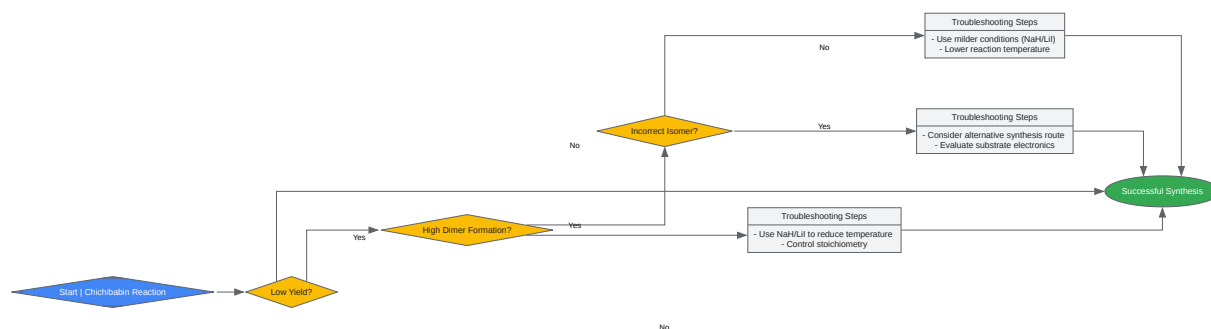 Troubleshooting Steps
- Use milder conditions (NaH/LiI)
- Lower reaction temperature
No
Troubleshooting Steps
- Consider alternative synthesis route
- Evaluate substrate electronics
Incorrect Isomer?
Yes
No
Successful Synthesis
Troubleshooting Steps
- Use NaH/LiI to reduce temperature
- Control stoichiometry
High Dimer Formation?
Yes
Yes
Start | Chichibabin Reaction
Low Yield?
No